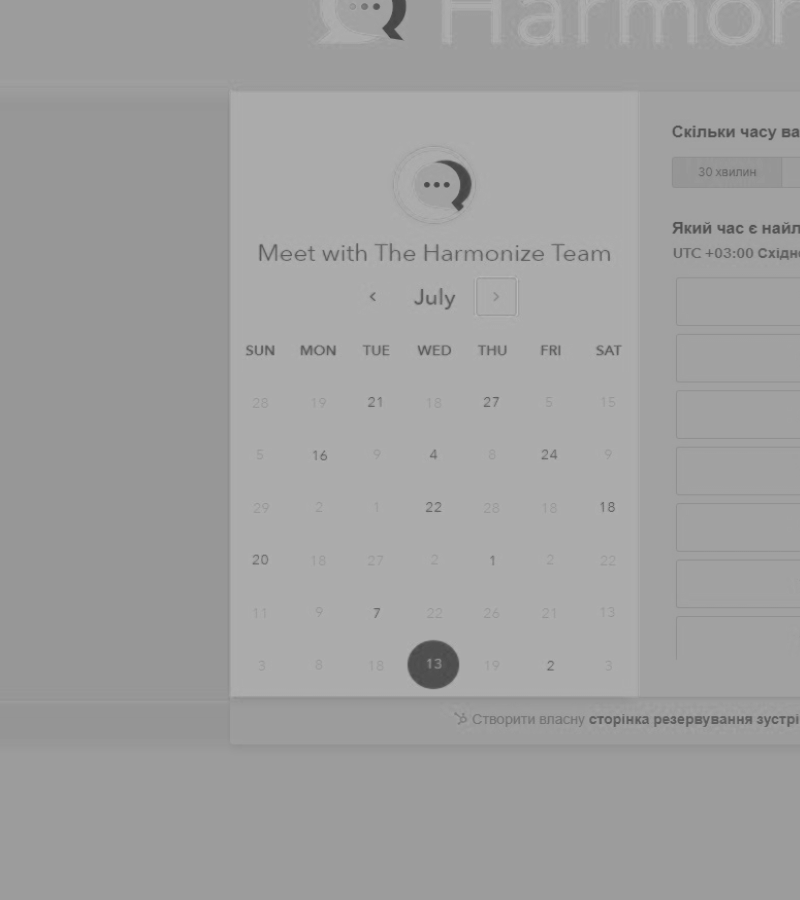 Harmon
Meet with The Harmonize Team
July
SUN MON TUE WED THU FRI SAT
28 19 21 18 27 5 15
5 16 9 4 8 24 9
29 2 1 22 28 18 18
20 18 27 2 1 2 22
11 9 7 22 26 21 13
3 8 18 13 19 2 3
Скільки часу ва
30 хвилин
Який час є найл
UTC +03:00 Східн
Створити власну сторінка резервування зустрі